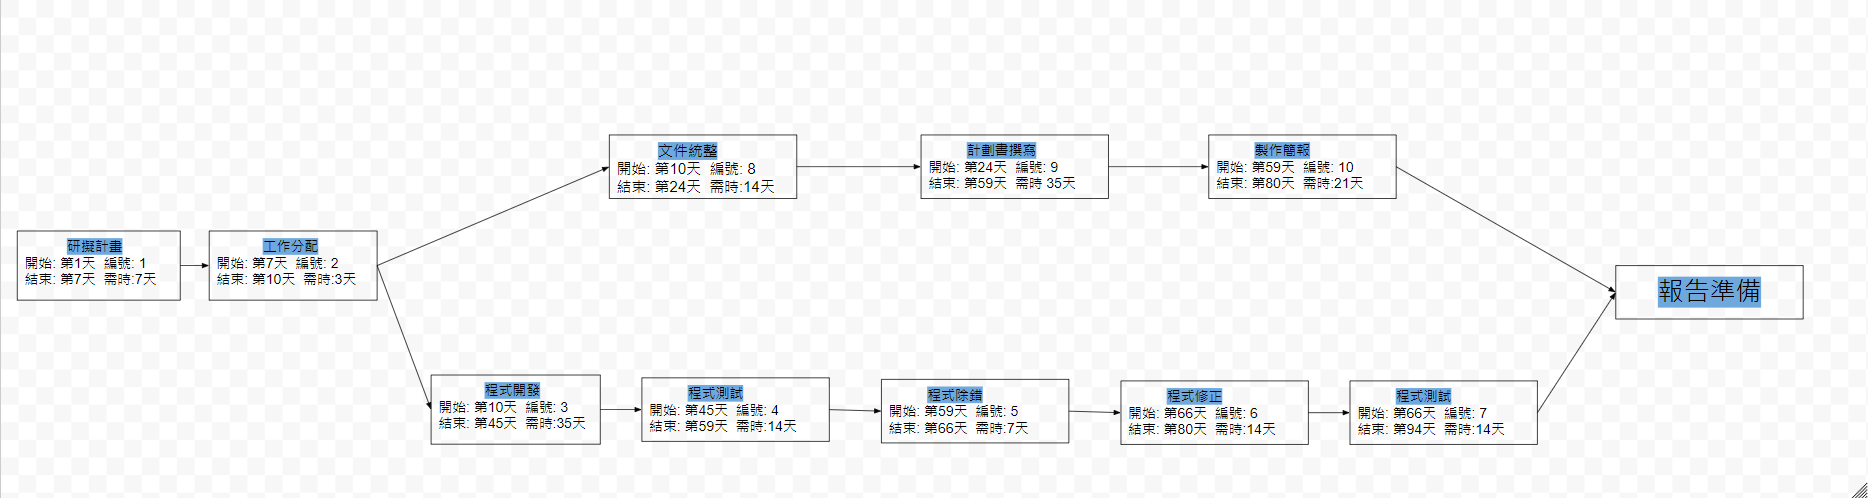 研擬計畫
開始: 第1天 編號: 1
結束: 第7天 需時:7天
工作分配
開始: 第7天 編號: 2
結束: 第10天 需時:3天
文件統整
開始: 第10天 編號: 8
結束: 第24天 需時:14天
計劃書撰寫
開始: 第24天 編號: 9
結束: 第59天 需時 35天
製作簡報
開始: 第59天 編號: 10
結束: 第80天 需時:21天
程式開發
開始: 第10天 編號: 3
結束: 第45天 需時:35天
程式測試
開始: 第45天 編號: 4
結束: 第59天 需時:14天
程式除錯
開始: 第59天 編號: 5
結束: 第66天 需時:7天
程式修正
開始: 第66天 編號: 6
結束: 第80天 需時:14天
程式測試
開始: 第66天 編號: 7
結束: 第94天 需時:14天
報告準備